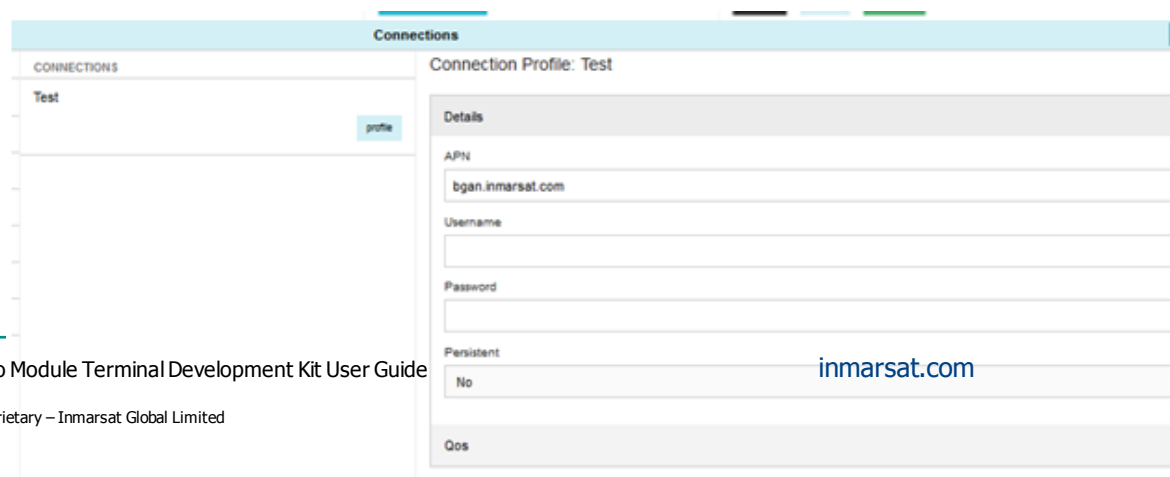 Connections
CONNECTIONS
Test
profile
Connection Profile: Test
Details
APN
bgan.inmarsat.com
Username
Password
Persistent
No
Qos
Module Terminal Development Kit User Guide
inmarsat.com
rietary – Inmarsat Global Limited